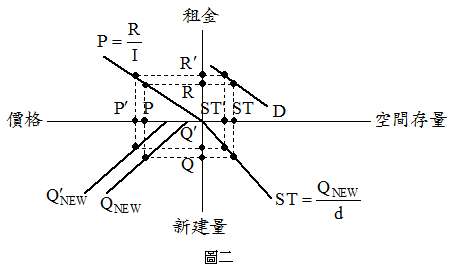 租金
P = R/I
R′
R
D
P′ P ST′ ST
價格
空間存量
Q′
Q
Q′NEW
QNEW
ST = QNEW/d
新建量
圖二